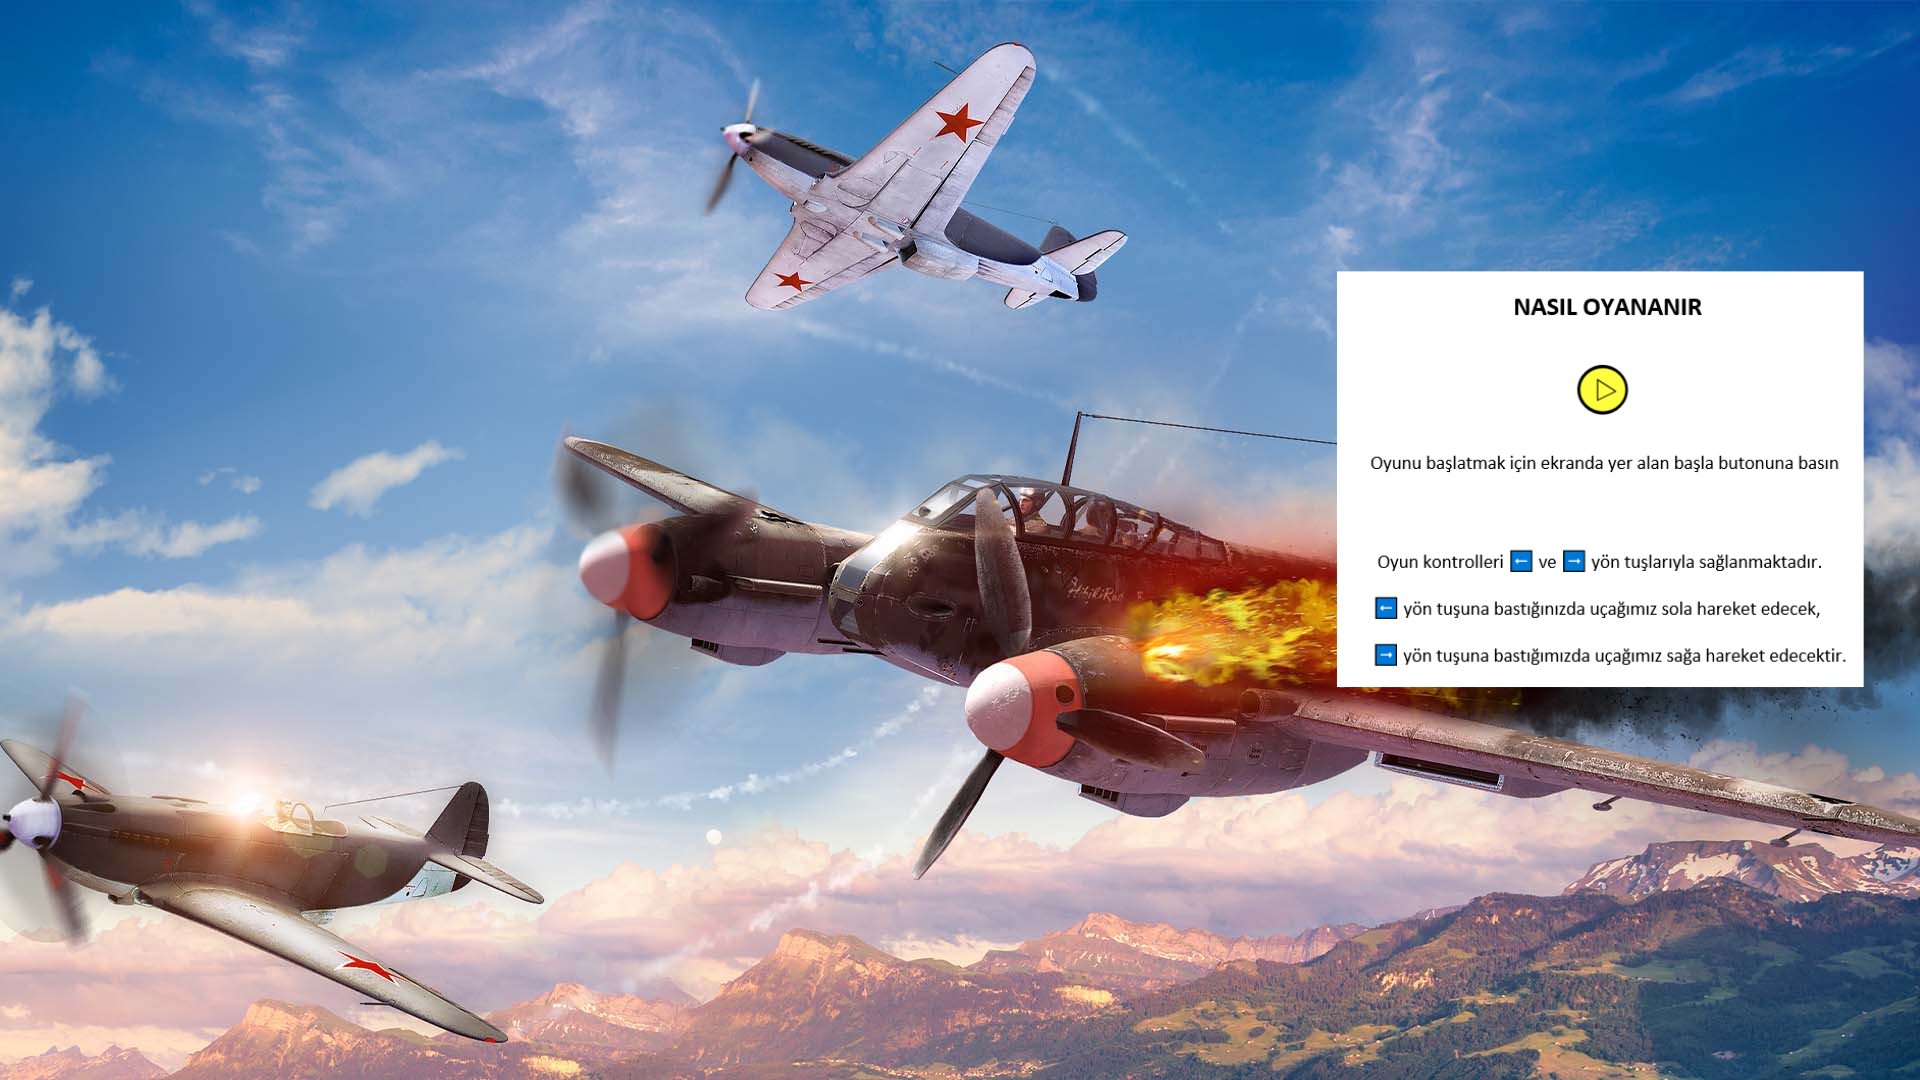 NASIL OYANANIR
Oyunu başlatmak için ekranda yer alan başla butonuna basın
Oyun kontrolleri ← ve → yön tuşlarıyla sağlanmaktadır.
← yön tuşuna bastığınızda uçağımız sola hareket edecek,
→ yön tuşuna bastığımızda uçağımız sağa hareket edecektir.